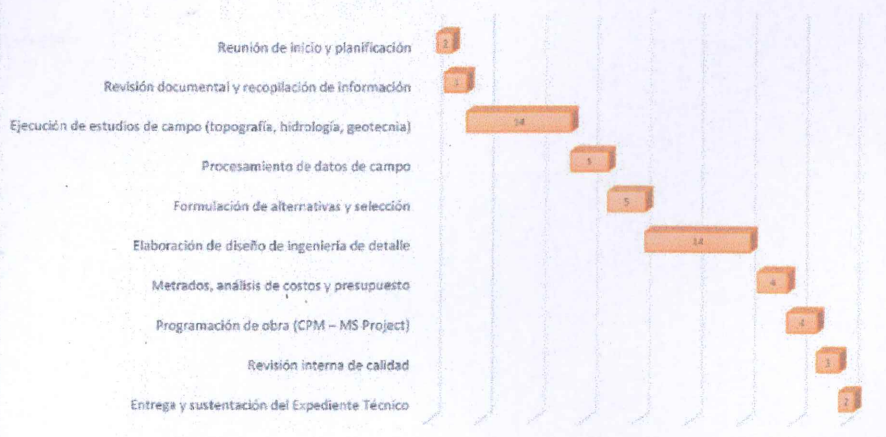 Reunión de inicio y planificación 2
Revisión documental y recopilación de información 3
Ejecución de estudios de campo (topografía, hidrología, geotecnia) 14
Procesamiento de datos de campo 5
Formulación de alternativas y selección 5
Elaboración de diseño de ingeniería de detalle 14
Metrados, análisis de costos y presupuesto 4
Programación de obra (CPM – MS Project) 4
Revisión interna de calidad 3
Entrega y sustentación del Expediente Técnico 2